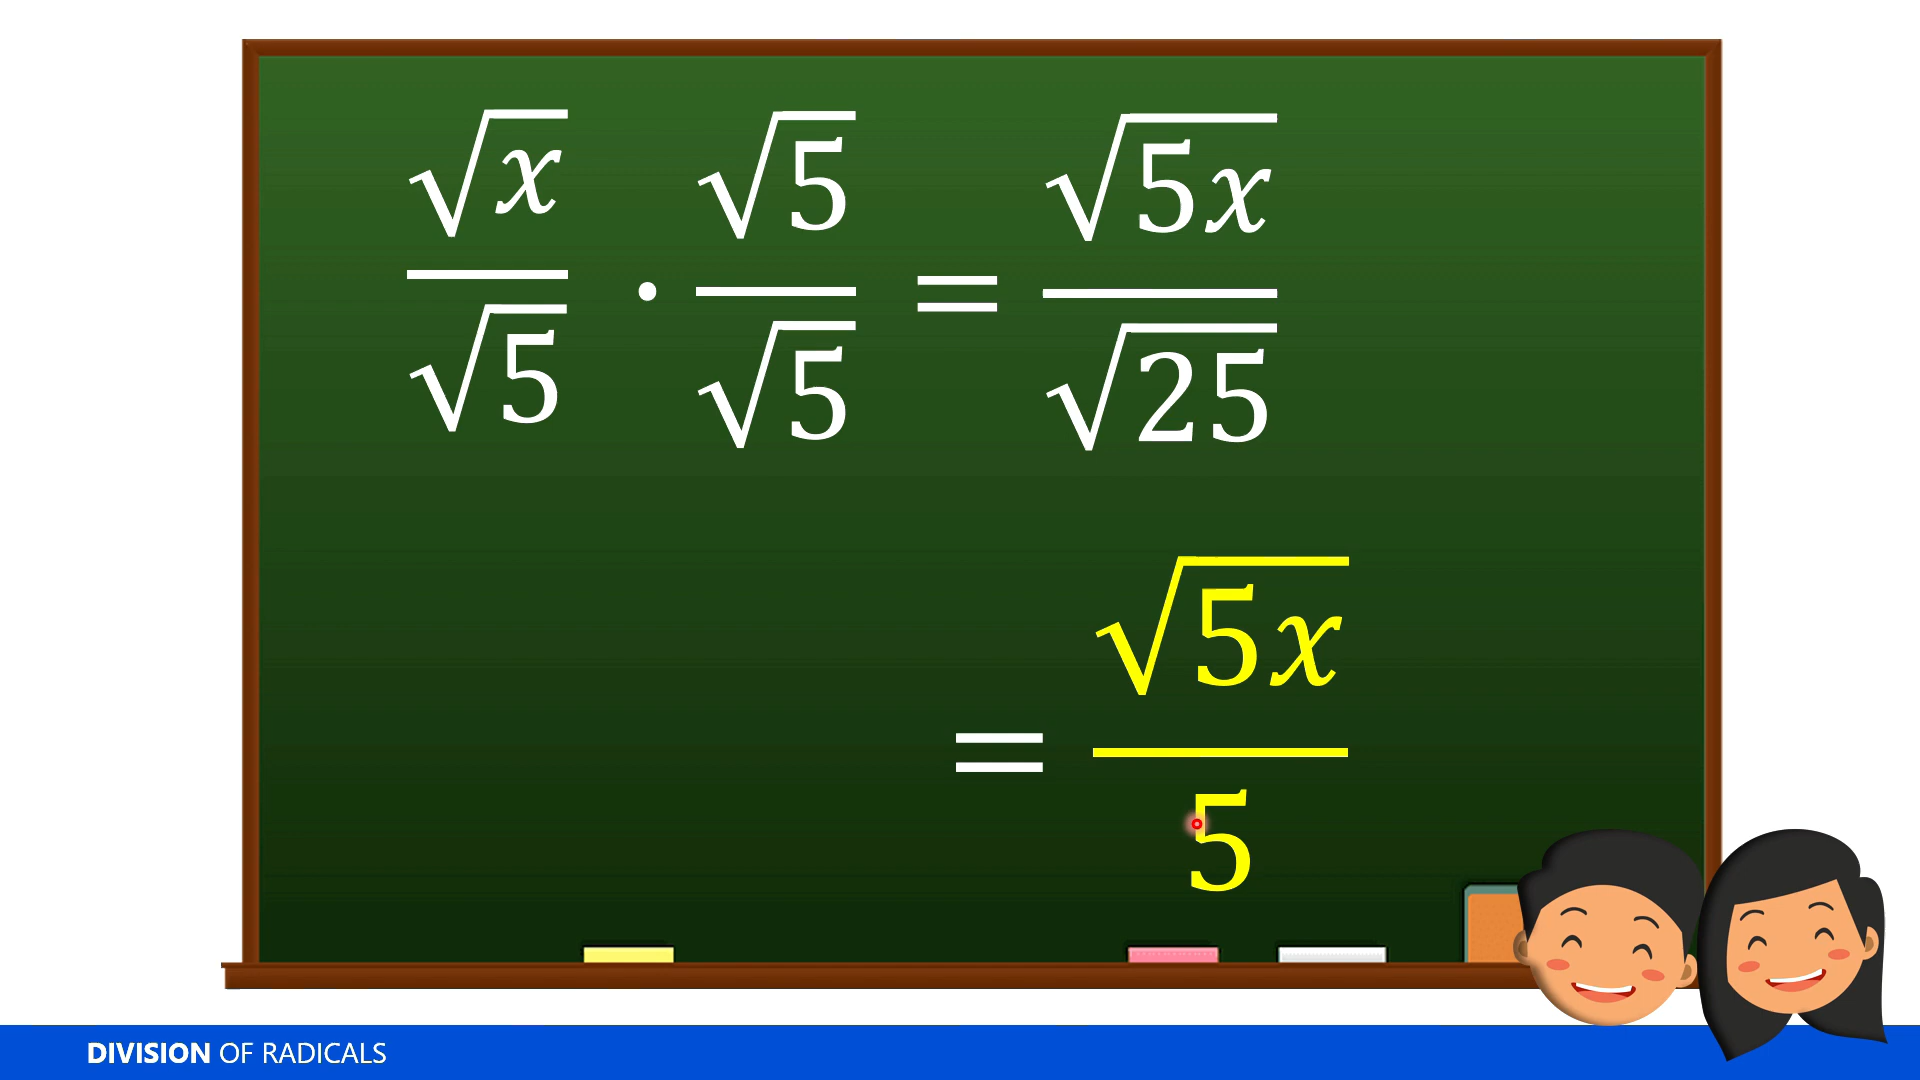 √x/√5 · √5/√5 = √5x/√25
= √5x/5
DIVISION OF RADICALS